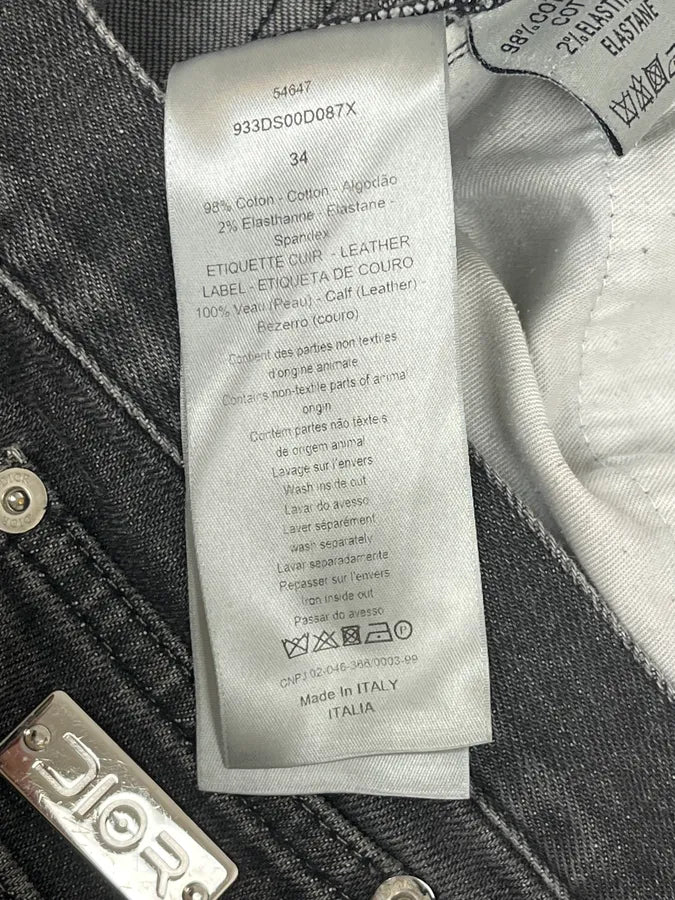 54647
933DS00D087X
34
98% Coton - Cotton - Algodão
2% Elasthanne - Elastane -
Spandex
ETIQUETTE CUIR - LEATHER
LABEL - ETIQUETA DE COURO
100% Veau (Peau) - Calf (Leather) -
Bezerro (couro)
Contient des parties non textiles
d'origine animale
Contains non-textile parts of animal
origin
Contém partes não têxteis
de origem animal
Lavage sur l'envers
Wash inside out
Lavar do avesso
Laver séparément
wash separately
Lavar separadamente
Repasser sur l'envers
Iron inside out
Passar do avesso
P
CNPJ 02-046-368/0003-99
Made In ITALY
ITALIA
98% CO
COT
2% ELASTH
ELASTANE
DIOR
DIOR
DIOR